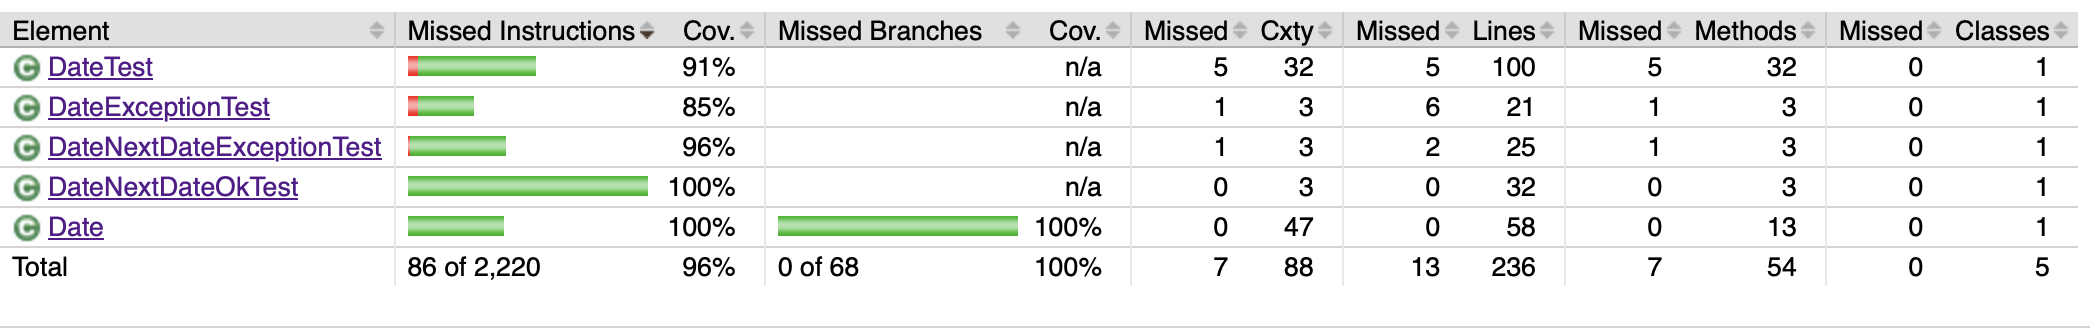 Element Missed Instructions Cov. Missed Branches Cov. Missed Cxty Missed Lines Missed Methods Missed Classes
C DateTest 91% n/a 5 32 5 100 5 32 0 1
C DateExceptionTest 85% n/a 1 3 6 21 1 3 0 1
C DateNextDateExceptionTest 96% n/a 1 3 2 25 1 3 0 1
C DateNextDateOkTest 100% n/a 0 3 0 32 0 3 0 1
C Date 100% 100% 0 47 0 58 0 13 0 1
Total 86 of 2,220 96% 0 of 68 100% 7 88 13 236 7 54 0 5